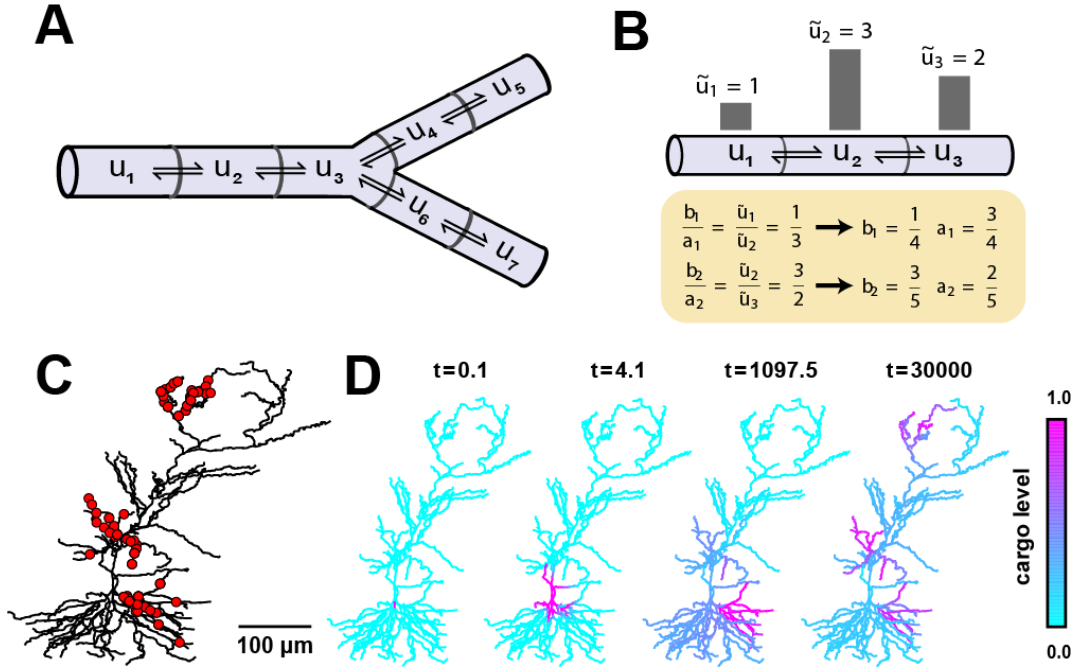 A
u₁ ⇌ u₂ ⇌ u₃ ⇌ u₄ ⇌ u₅
⇌ u₆ ⇌ u₇
B
ũ₁ = 1
ũ₂ = 3
ũ₃ = 2
u₁ ⇌ u₂ ⇌ u₃
b₁/a₁ = ũ₁/ũ₂ = 1/3 → b₁ = 1/4 a₁ = 3/4
b₂/a₂ = ũ₂/ũ₃ = 3/2 → b₂ = 3/5 a₂ = 2/5
C
100 μm
D
t=0.1 t=4.1 t=1097.5 t=30000
1.0
cargo level
0.0